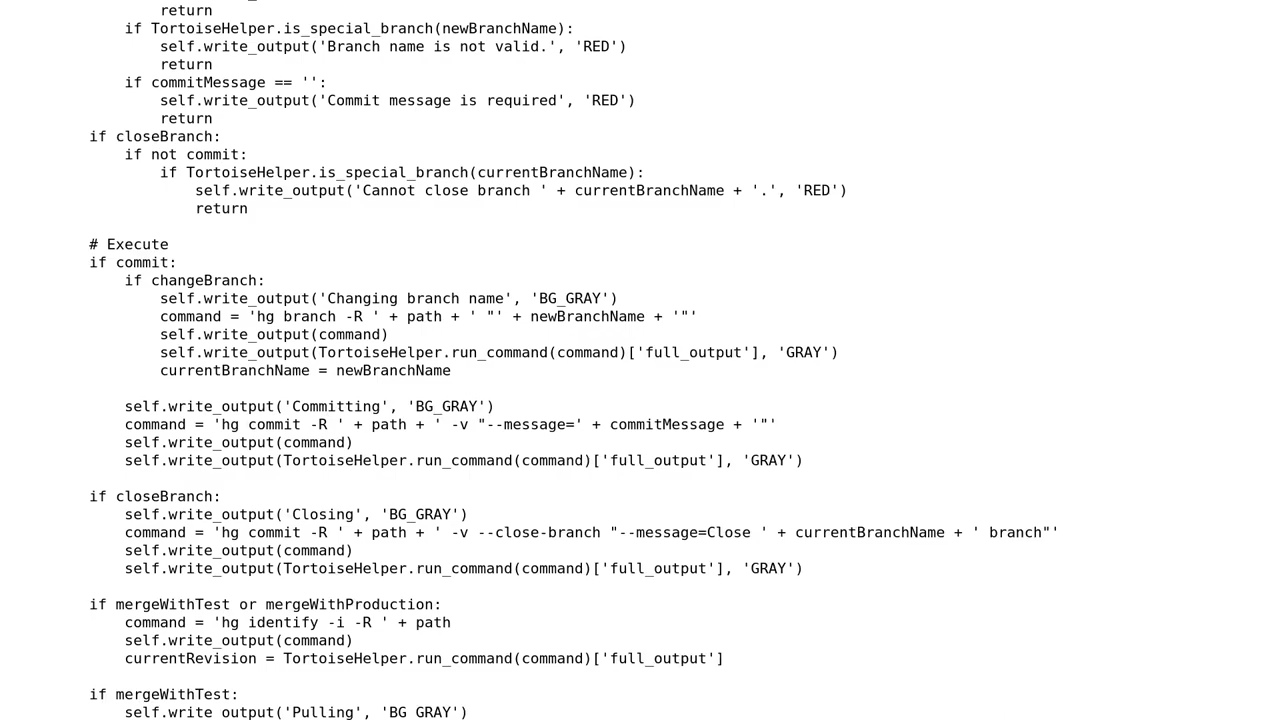 return
if TortoiseHelper.is_special_branch(newBranchName):
self.write_output('Branch name is not valid.', 'RED')
return
if commitMessage == '':
self.write_output('Commit message is required', 'RED')
return
if closeBranch:
if not commit:
if TortoiseHelper.is_special_branch(currentBranchName):
self.write_output('Cannot close branch ' + currentBranchName + '.', 'RED')
return
# Execute
if commit:
if changeBranch:
self.write_output('Changing branch name', 'BG_GRAY')
command = 'hg branch -R ' + path + ' "' + newBranchName + '"'
self.write_output(command)
self.write_output(TortoiseHelper.run_command(command)['full_output'], 'GRAY')
currentBranchName = newBranchName
self.write_output('Committing', 'BG_GRAY')
command = 'hg commit -R ' + path + ' -v "--message=' + commitMessage + '"'
self.write_output(command)
self.write_output(TortoiseHelper.run_command(command)['full_output'], 'GRAY')
if closeBranch:
self.write_output('Closing', 'BG_GRAY')
command = 'hg commit -R ' + path + ' -v --close-branch "--message=Close ' + currentBranchName + ' branch"'
self.write_output(command)
self.write_output(TortoiseHelper.run_command(command)['full_output'], 'GRAY')
if mergeWithTest or mergeWithProduction:
command = 'hg identify -i -R ' + path
self.write_output(command)
currentRevision = TortoiseHelper.run_command(command)['full_output']
if mergeWithTest:
self.write_output('Pulling', 'BG_GRAY')